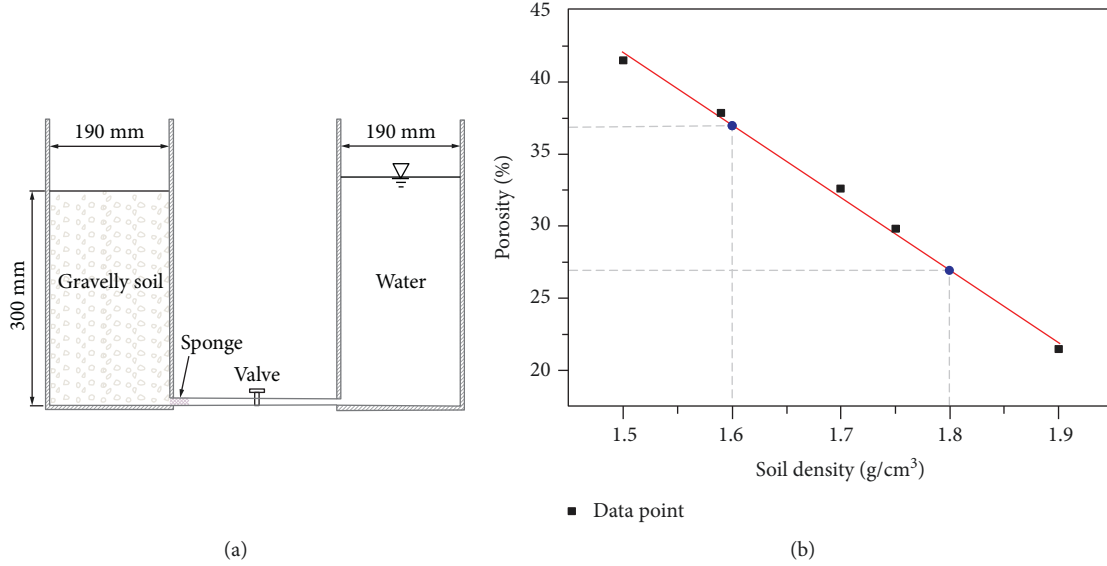 190 mm
190 mm
300 mm
Gravelly soil
Water
Sponge
Valve
(a)
45
40
35
30
25
20
Porosity (%)
1.5 1.6 1.7 1.8 1.9
Soil density (g/cm³)
Data point
(b)